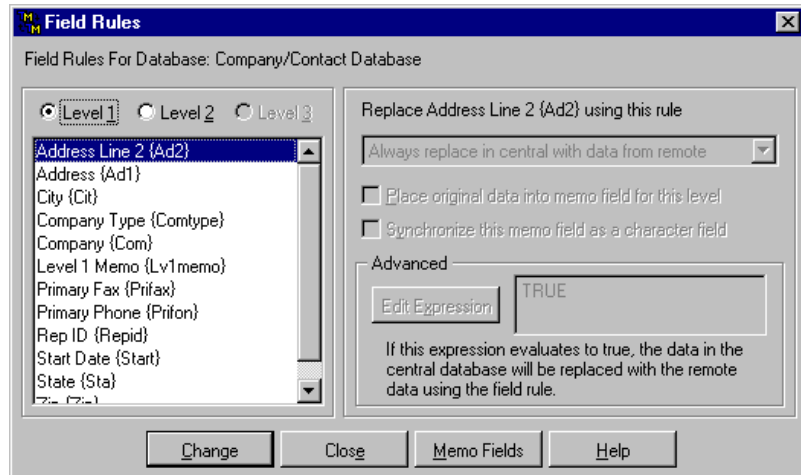 M M Field Rules
Field Rules For Database: Company/Contact Database
Level 1 Level 2 Level 3
Address Line 2 {Ad2}
Address {Ad1}
City {Cit}
Company Type {Comtype}
Company {Com}
Level 1 Memo {Lv1memo}
Primary Fax {Prifax}
Primary Phone {Prifon}
Rep ID {Repid}
Start Date {Start}
State {Sta}
Zip {Zip}
Replace Address Line 2 {Ad2} using this rule
Always replace in central with data from remote
Place original data into memo field for this level
Synchronize this memo field as a character field
Advanced
Edit Expression
TRUE
If this expression evaluates to true, the data in the
central database will be replaced with the remote
data using the field rule.
Change Close Memo Fields Help